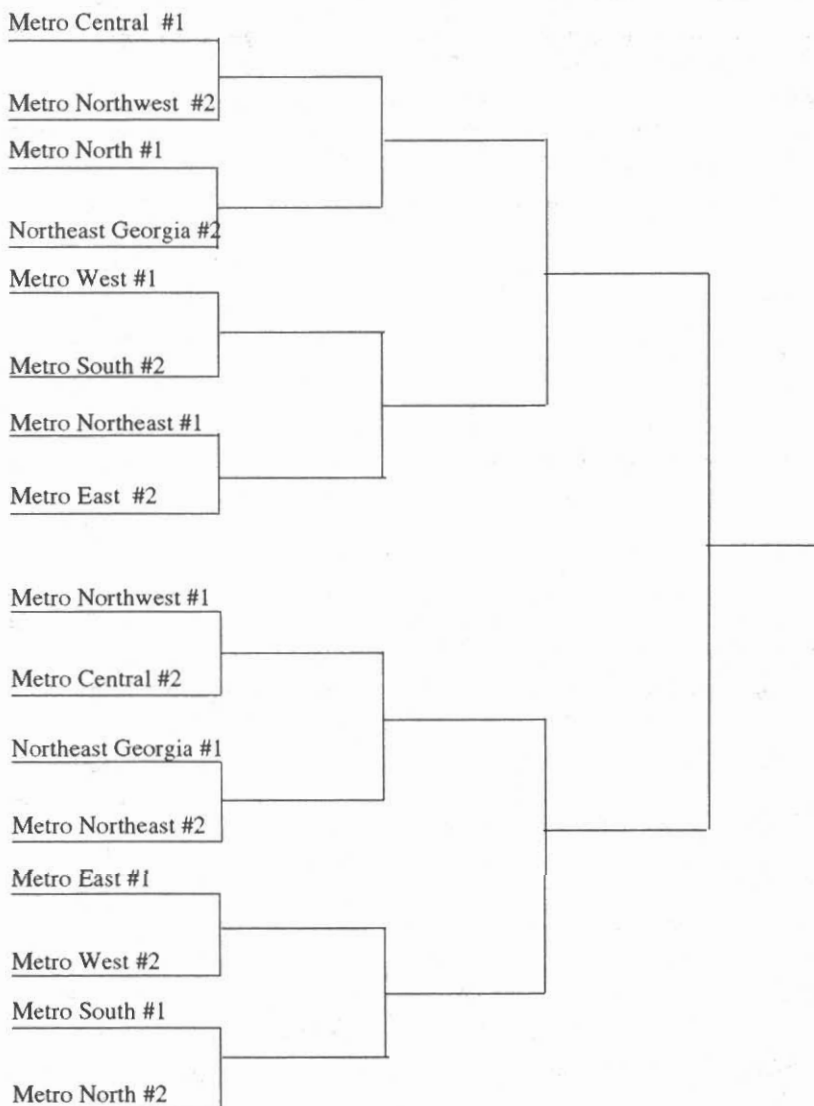 Metro Central #1
Metro Northwest #2
Metro North #1
Northeast Georgia #2
Metro West #1
Metro South #2
Metro Northeast #1
Metro East #2
Metro Northwest #1
Metro Central #2
Northeast Georgia #1
Metro Northeast #2
Metro East #1
Metro West #2
Metro South #1
Metro North #2